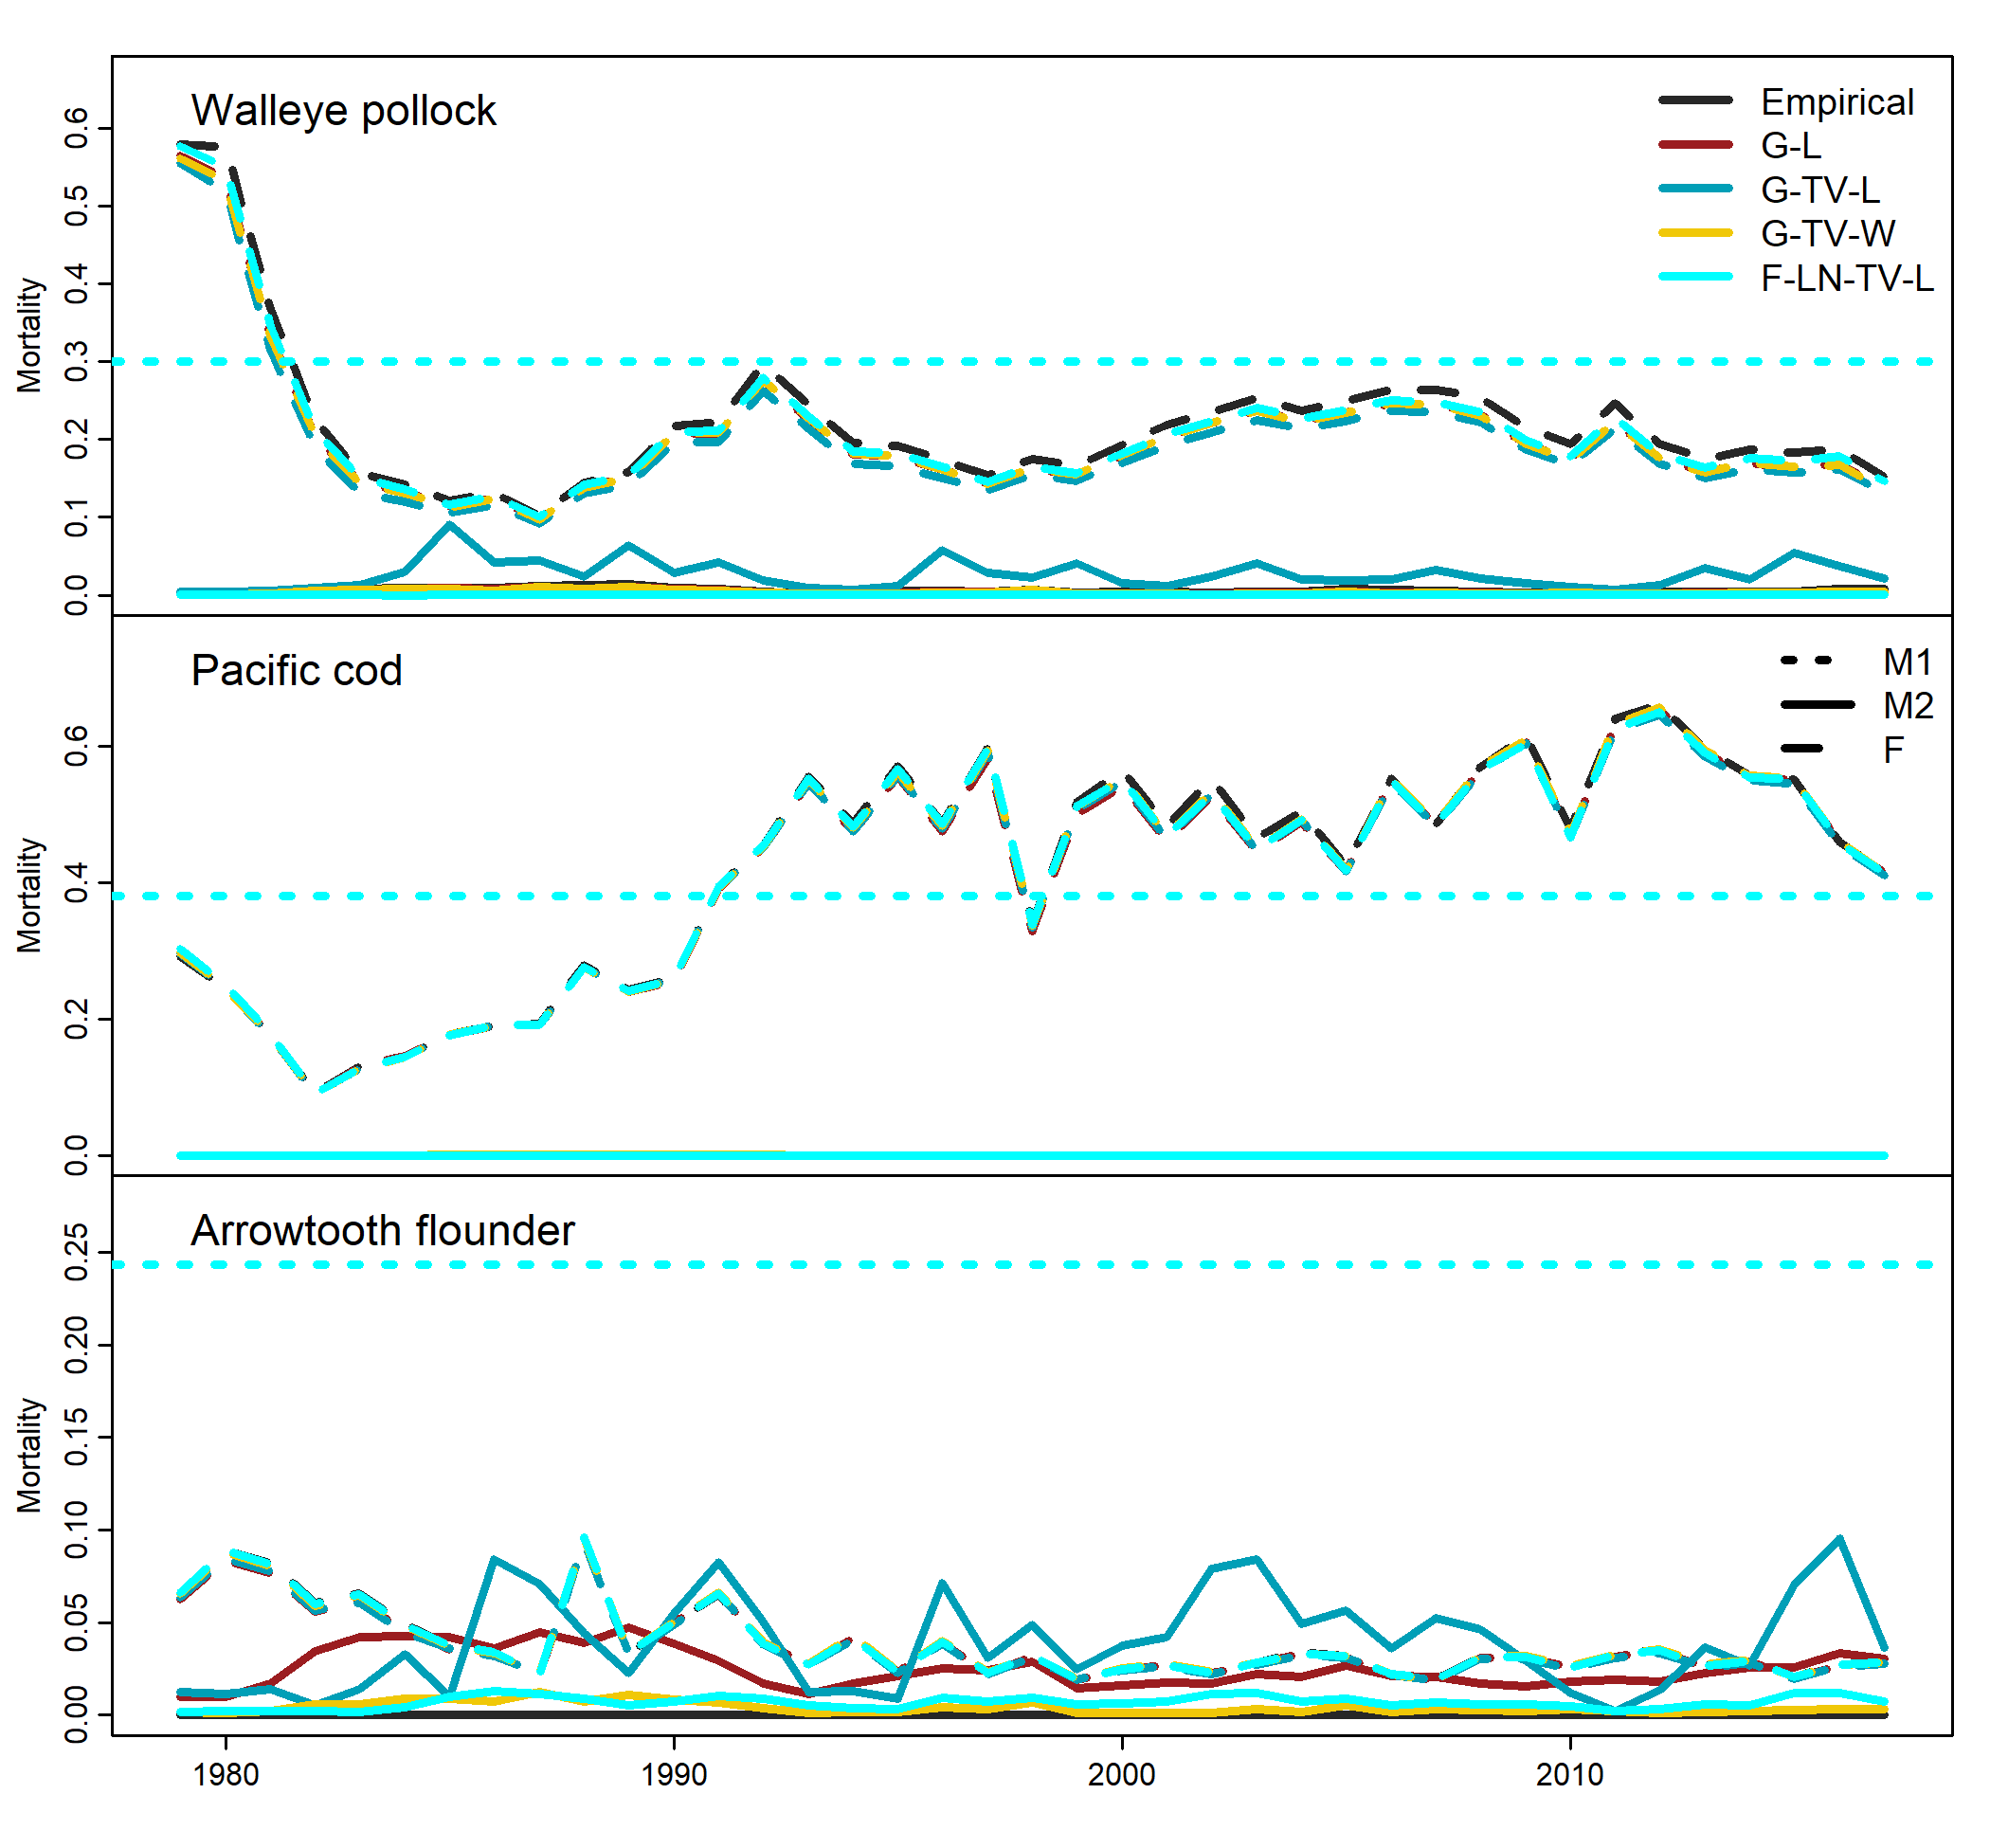 Walleye pollock
Empirical
G-L
G-TV-L
G-TV-W
F-LN-TV-L
Mortality
0.6
0.5
0.4
0.3
0.2
0.1
0.0
Pacific cod
M1
M2
F
Mortality
0.6
0.4
0.2
0.0
Arrowtooth flounder
Mortality
0.25
0.20
0.15
0.10
0.05
0.00
1980 1990 2000 2010